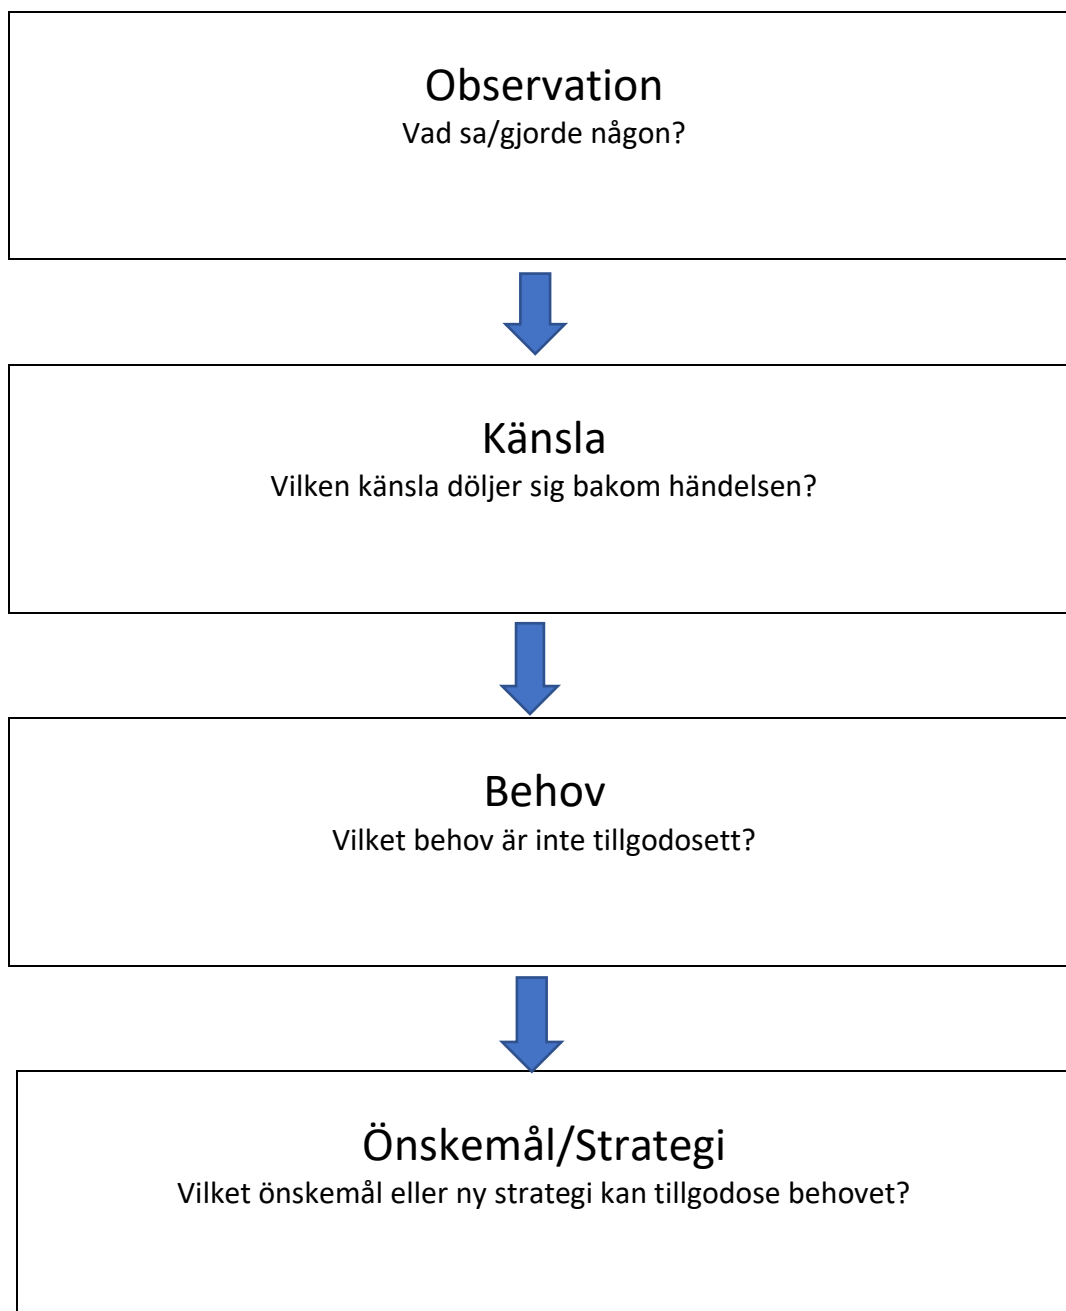 Observation
Vad sa/gjorde någon?
Känsla
Vilken känsla döljer sig bakom händelsen?
Behov
Vilket behov är inte tillgodosett?
Önskemål/Strategi
Vilket önskemål eller ny strategi kan tillgodose behovet?